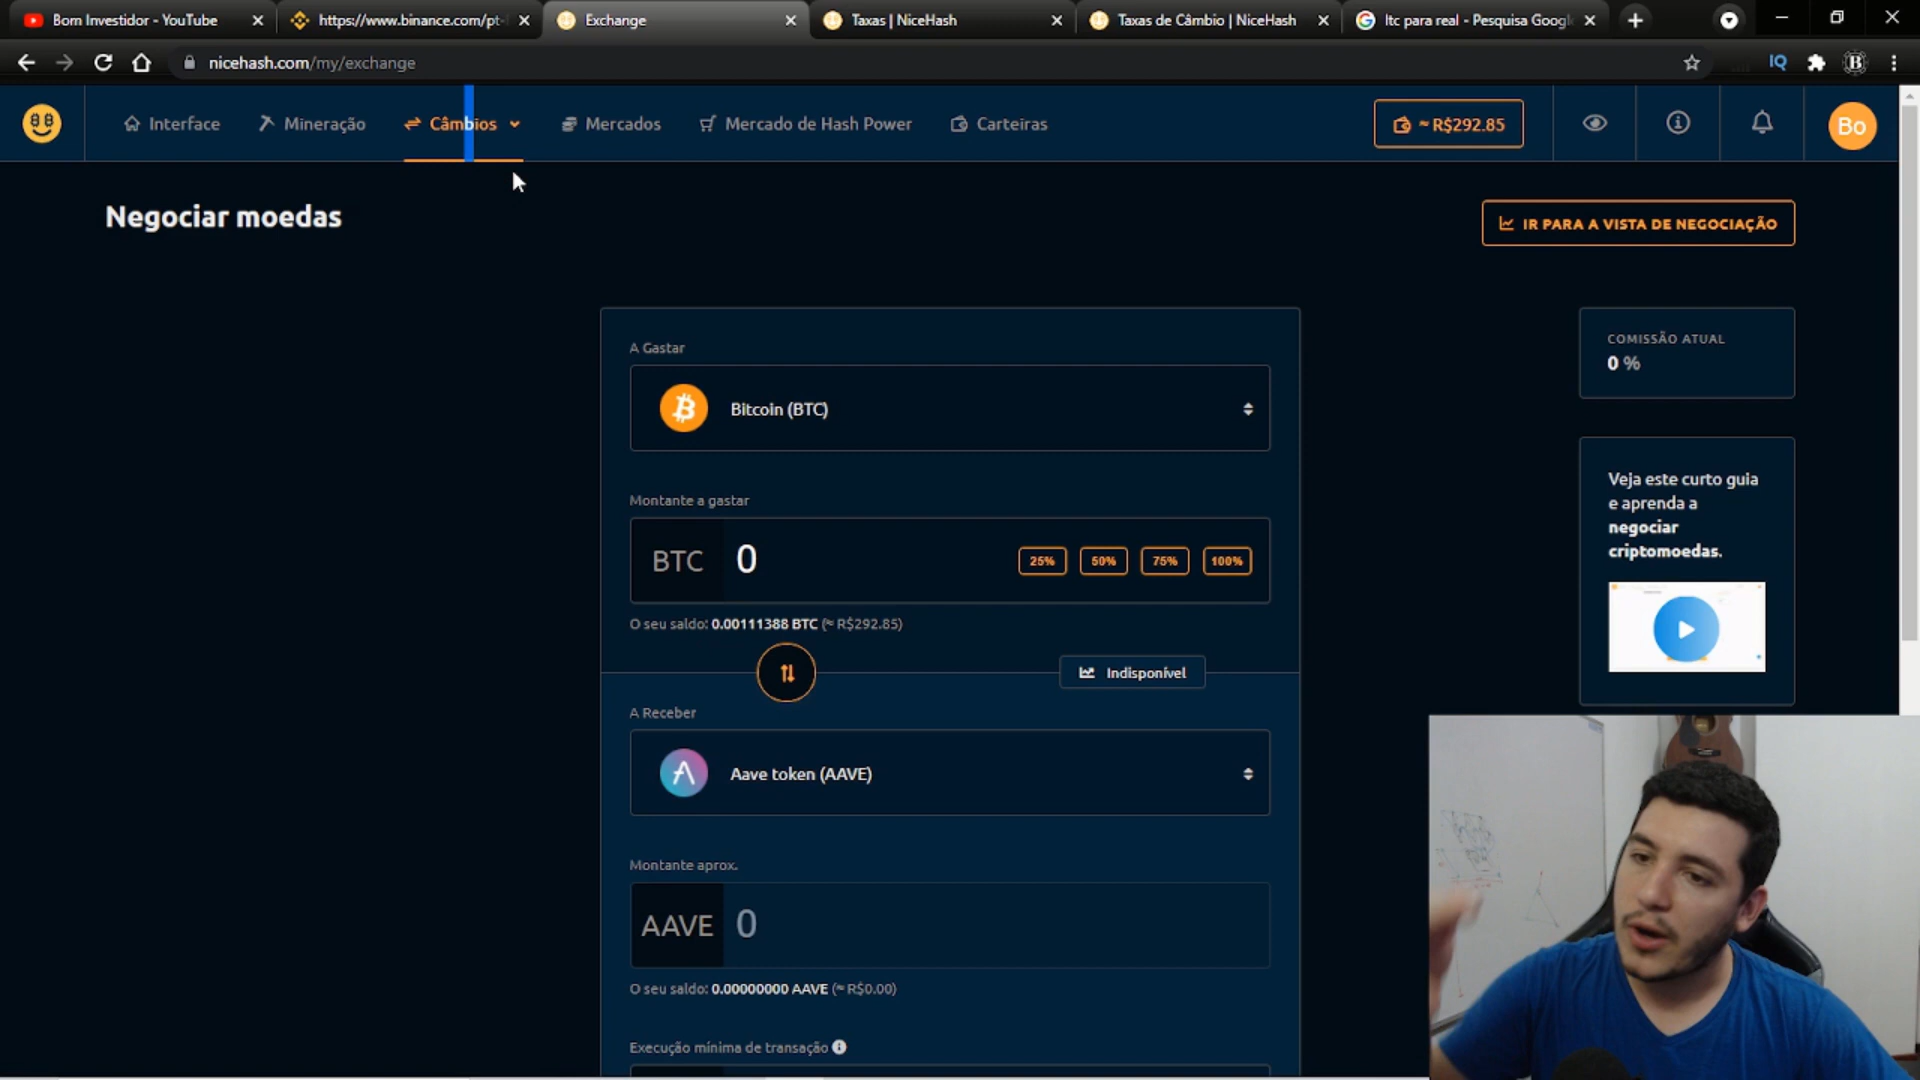 Bom Investidor - YouTube
https://www.binance.com/pt-
Exchange
Taxas | NiceHash
Taxas de Câmbio | NiceHash
ltc para real - Pesquisa Googl
nicehash.com/my/exchange
IQ
B
Interface
Mineração
Câmbios
Mercados
Mercado de Hash Power
Carteiras
≈ R$292.85
Bo
Negociar moedas
IR PARA A VISTA DE NEGOCIAÇÃO
A Gastar
Bitcoin (BTC)
Montante a gastar
BTC 0
25% 50% 75% 100%
O seu saldo: 0.00111388 BTC (≈ R$292.85)
Indisponível
A Receber
Aave token (AAVE)
Montante aprox.
AAVE 0
O seu saldo: 0.00000000 AAVE (≈ R$0.00)
Execução mínima de transação
COMISSÃO ATUAL
0 %
Veja este curto guia
e aprenda a
negociar
criptomoedas.